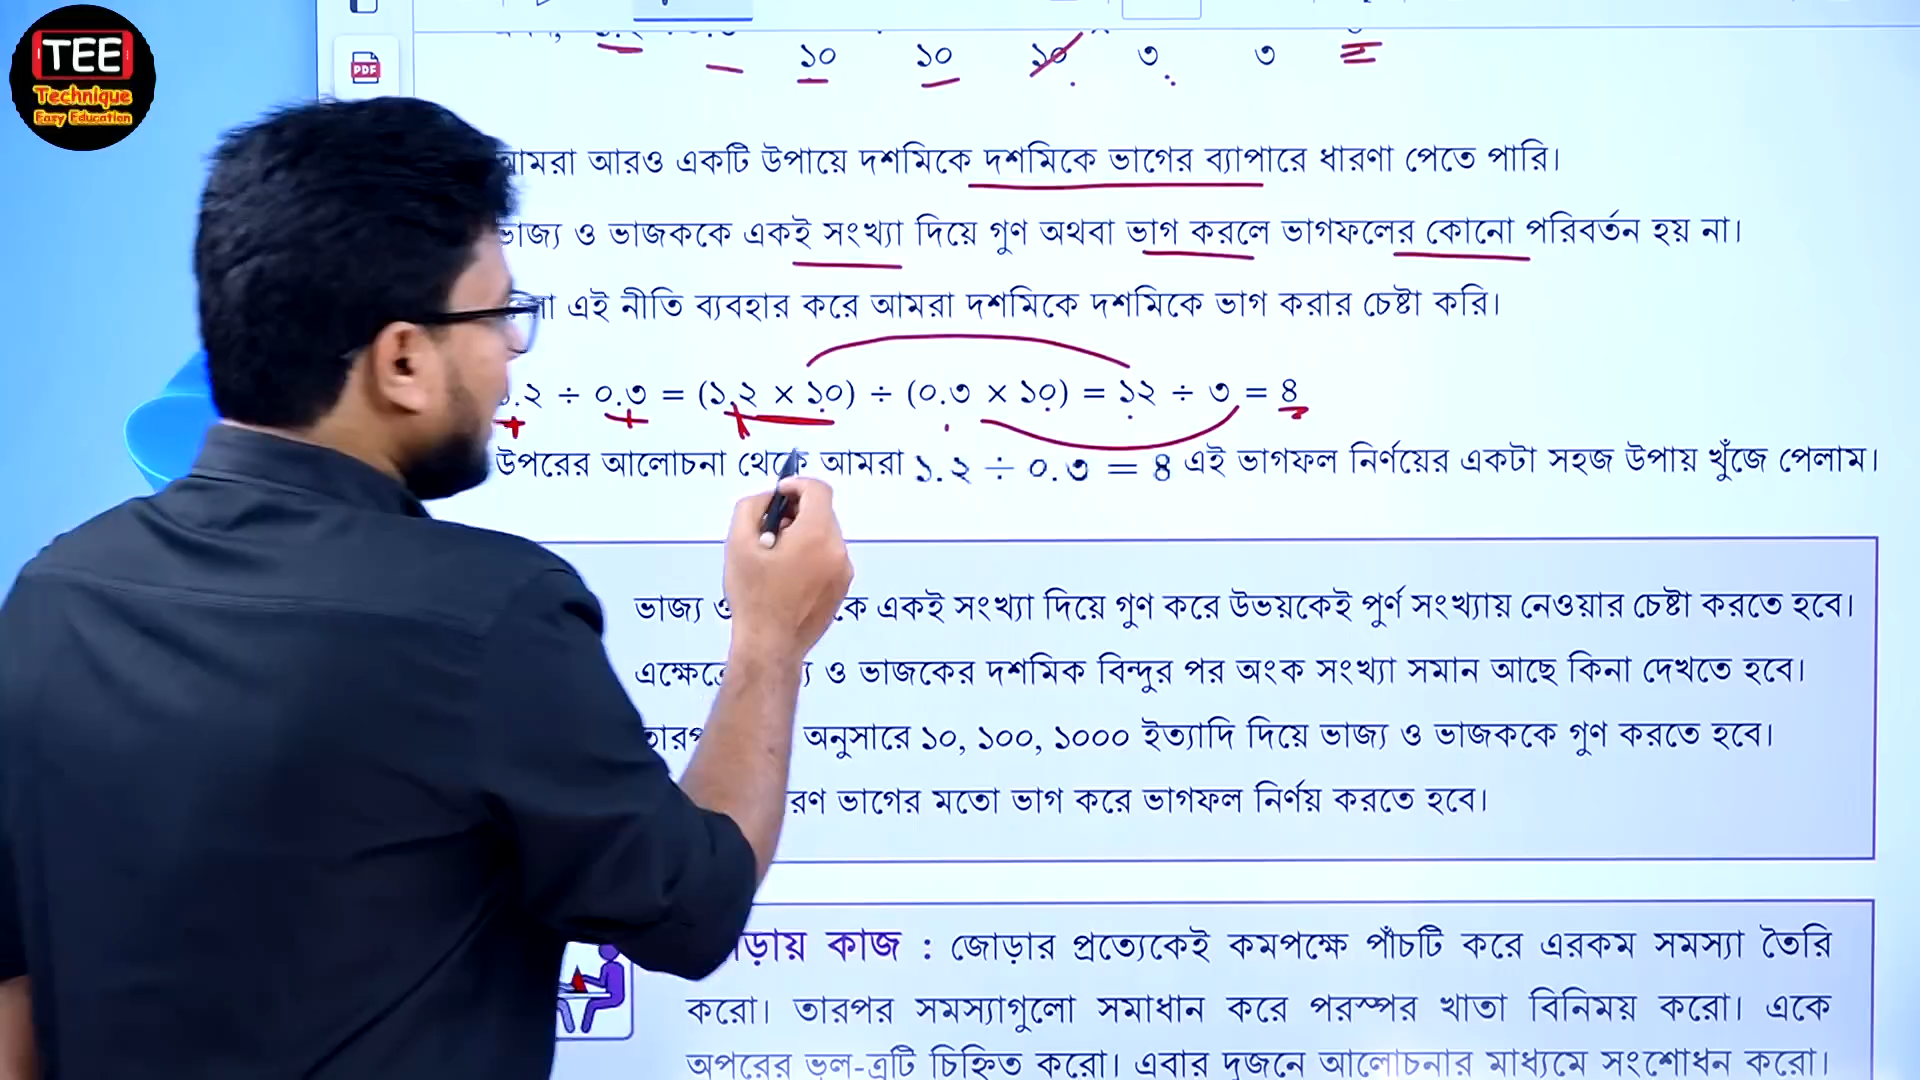 TEE
Technique
Easy Education
PDF
১০ ১০ ১০ ৩ ৩
আমরা আরও একটি উপায়ে দশমিকে দশমিকে ভাগের ব্যাপারে ধারণা পেতে পারি।
ভাজ্য ও ভাজককে একই সংখ্যা দিয়ে গুণ অথবা ভাগ করলে ভাগফলের কোনো পরিবর্তন হয় না।
এই নীতি ব্যবহার করে আমরা দশমিকে দশমিকে ভাগ করার চেষ্টা করি।
১.২ ÷ ০.৩ = (১.২ × ১০) ÷ (০.৩ × ১০) = ১২ ÷ ৩ = ৪
উপরের আলোচনা থেকে আমরা ১.২ ÷ ০.৩ = ৪ এই ভাগফল নির্ণয়ের একটা সহজ উপায় খুঁজে পেলাম।
ভাজ্য ও একই সংখ্যা দিয়ে গুণ করে উভয়কেই পুর্ণ সংখ্যায় নেওয়ার চেষ্টা করতে হবে।
এক্ষেত্রে ও ভাজকের দশমিক বিন্দুর পর অংক সংখ্যা সমান আছে কিনা দেখতে হবে।
অনুসারে ১০, ১০০, ১০০০ ইত্যাদি দিয়ে ভাজ্য ও ভাজককে গুণ করতে হবে।
ভাগের মতো ভাগ করে ভাগফল নির্ণয় করতে হবে।
কাজ : জোড়ার প্রত্যেকেই কমপক্ষে পাঁচটি করে এরকম সমস্যা তৈরি
করো। তারপর সমস্যাগুলো সমাধান করে পরস্পর খাতা বিনিময় করো। একে
অপরের ভুল-ত্রুটি চিহ্নিত করো। এবার দুজনে আলোচনার মাধ্যমে সংশোধন করো।